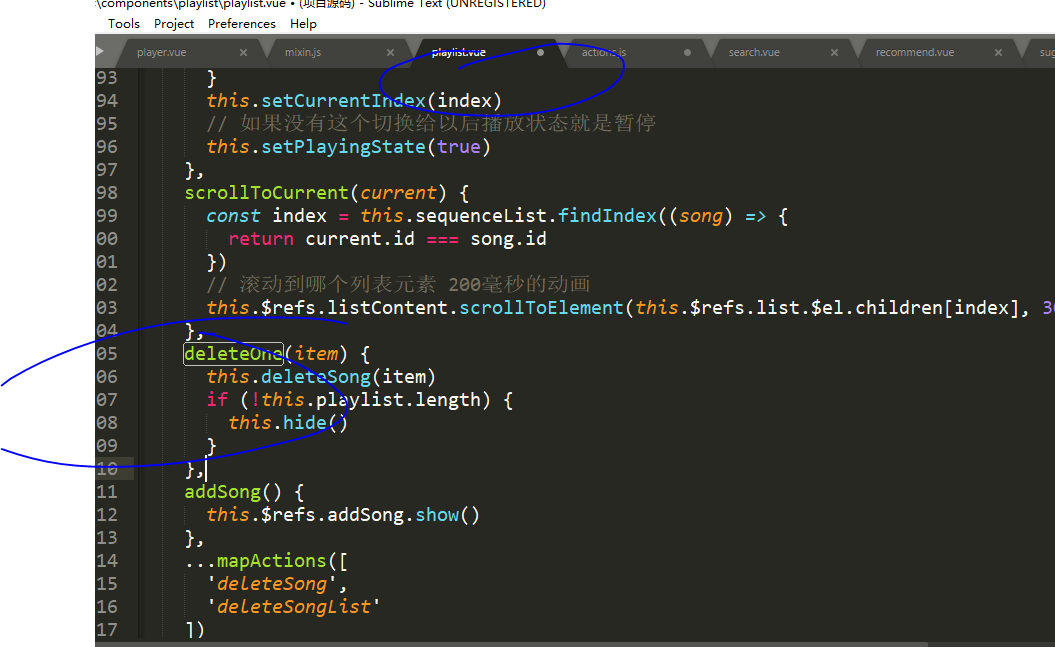 :\components\playlist\playlist.vue • (项目源码) - Sublime Text (UNREGISTERED)
Tools Project Preferences Help
player.vue × mixin.js × playlist.vue • actions.js • search.vue × recommend.vue × sug
93 }
94 this.setCurrentIndex(index)
95 // 如果没有这个切换给以后播放状态就是暂停
96 this.setPlayingState(true)
97 },
98 scrollToCurrent(current) {
99 const index = this.sequenceList.findIndex((song) => {
00 return current.id === song.id
01 })
02 // 滚动到哪个列表元素 200毫秒的动画
03 this.$refs.listContent.scrollToElement(this.$refs.list.$el.children[index], 30
04 },
05 deleteOne(item) {
06 this.deleteSong(item)
07 if (!this.playlist.length) {
08 this.hide()
09 }
10 },
11 addSong() {
12 this.$refs.addSong.show()
13 },
14 ...mapActions([
15 'deleteSong',
16 'deleteSongList'
17 ])